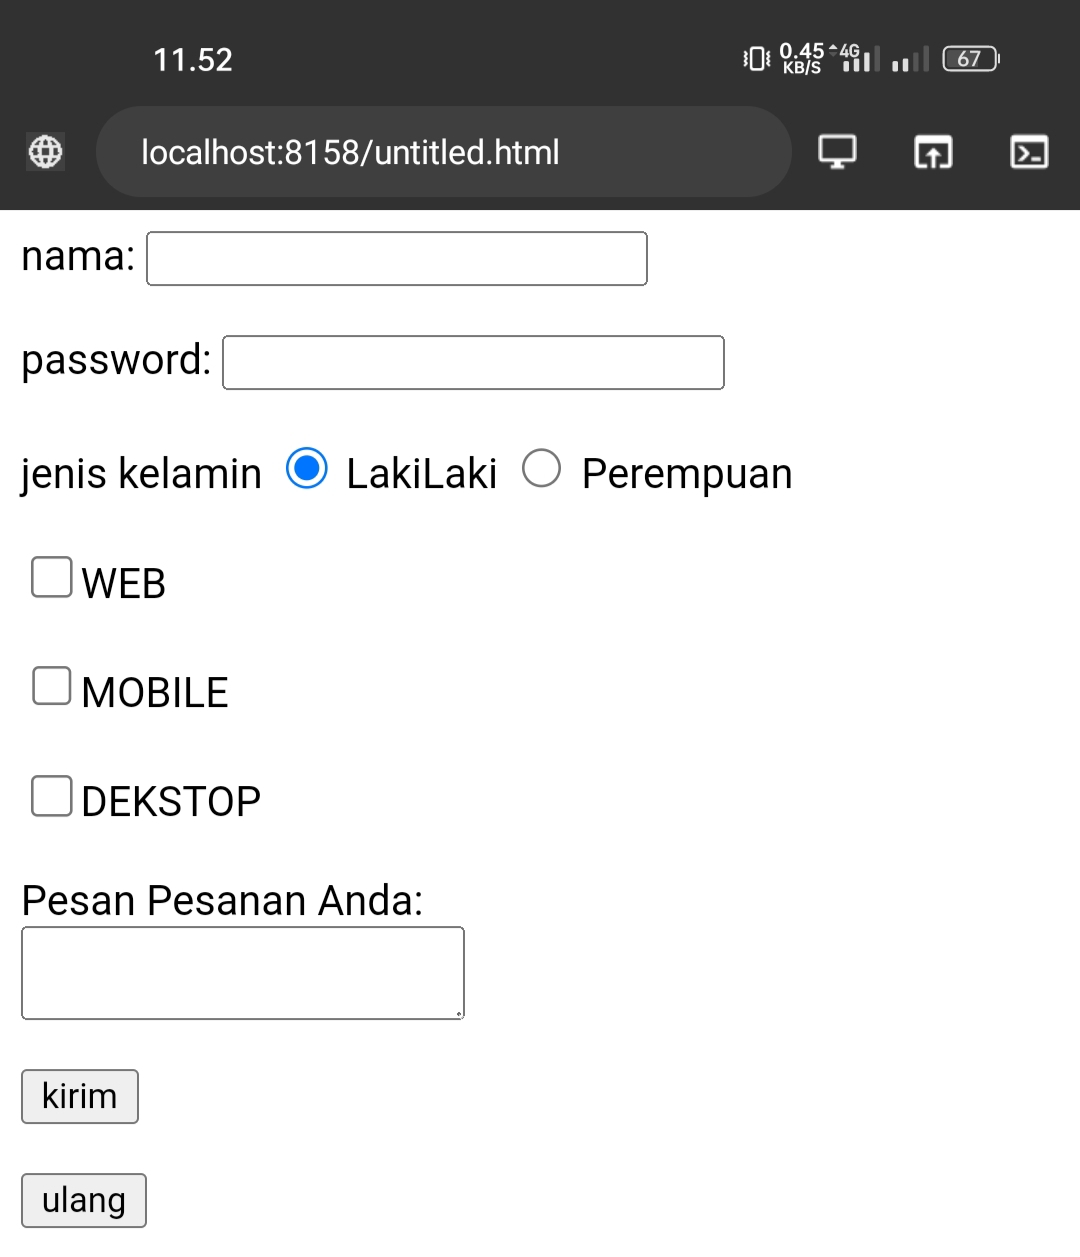 11.52 0.45 KB/S 4G 67
localhost:8158/untitled.html
nama:
password:
jenis kelamin LakiLaki Perempuan
WEB
MOBILE
DEKSTOP
Pesan Pesanan Anda:
kirim
ulang